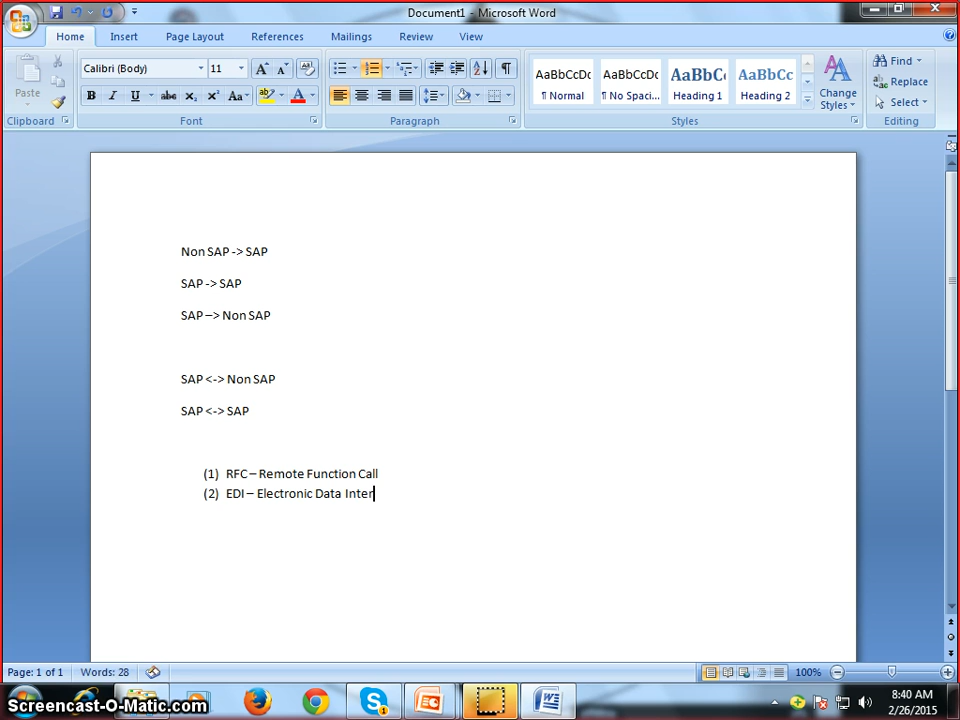 Document1 - Microsoft Word
Home Insert Page Layout References Mailings Review View
Paste
Calibri (Body) 11
AaBbCcDc AaBbCcDc AaBbC AaBbCc
¶ Normal ¶ No Spaci... Heading 1 Heading 2
Change Styles
Find
Replace
Select
Clipboard Font Paragraph Styles Editing
Non SAP -> SAP
SAP -> SAP
SAP –> Non SAP
SAP <-> Non SAP
SAP <-> SAP
(1) RFC – Remote Function Call
(2) EDI – Electronic Data Inter
Page: 1 of 1 Words: 28 100%
Screencast-O-Matic.com
8:40 AM
2/26/2015